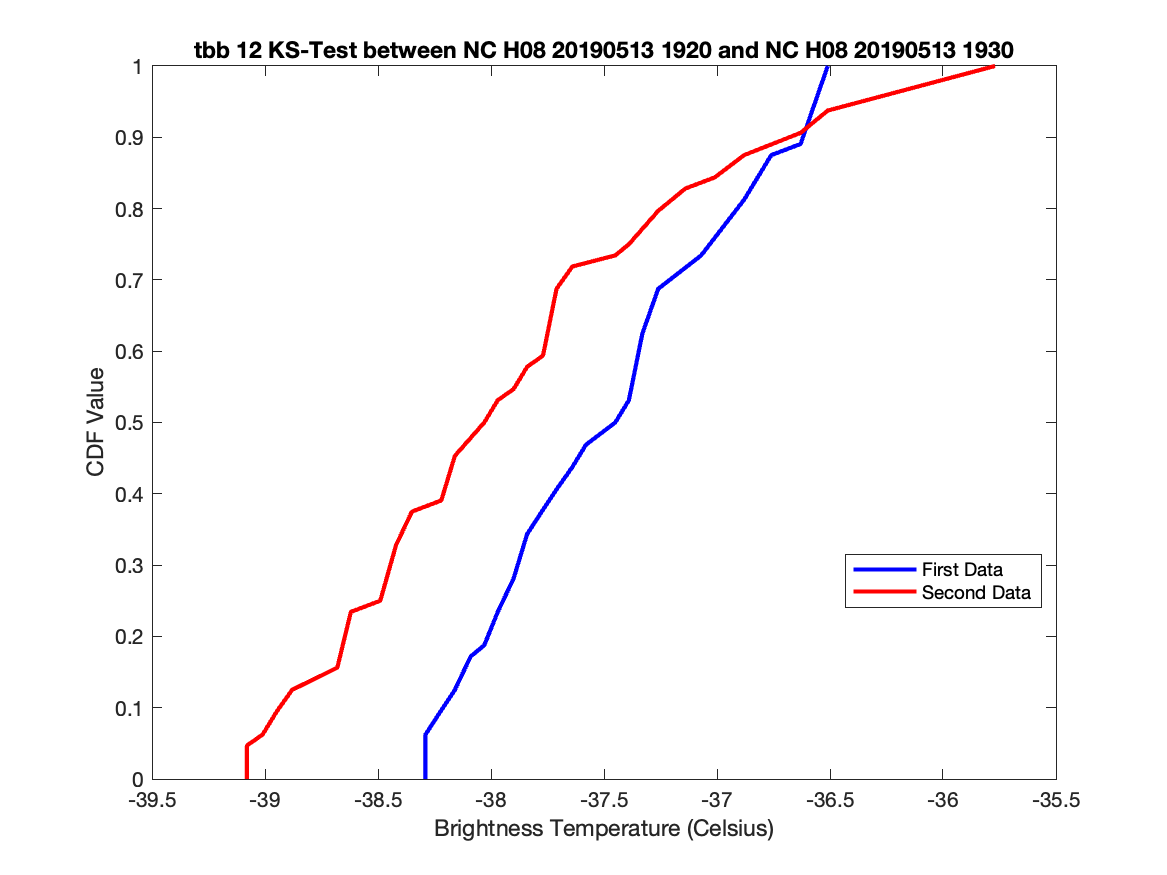 tbb 12 KS-Test between NC H08 20190513 1920 and NC H08 20190513 1930
1
0.9
0.8
0.7
0.6
0.5
0.4
0.3
0.2
0.1
0
CDF Value
First Data
Second Data
-39.5 -39 -38.5 -38 -37.5 -37 -36.5 -36 -35.5
Brightness Temperature (Celsius)